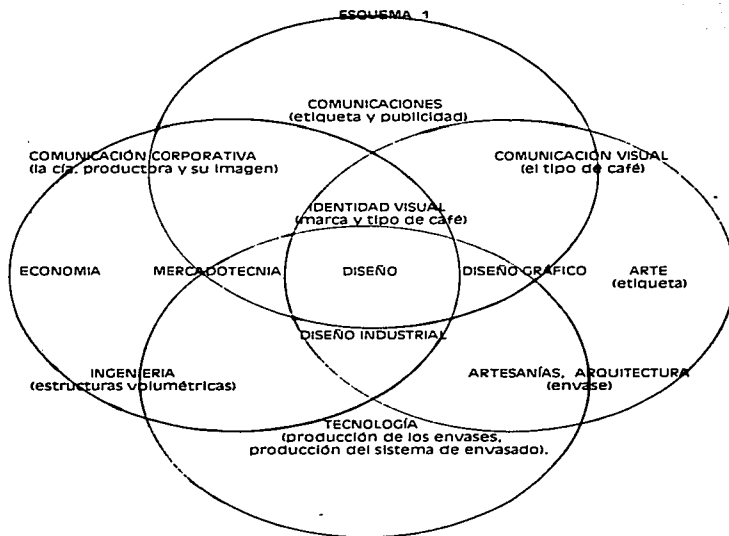 ESQUEMA 1
COMUNICACIONES
(etiqueta y publicidad)
COMUNICACIÓN CORPORATIVA
(la cía. productora y su imagen)
COMUNICACIÓN VISUAL
(el tipo de café)
IDENTIDAD VISUAL
(marca y tipo de café)
ECONOMIA
MERCADOTECNIA
DISEÑO
DISEÑO GRÁFICO
ARTE
(etiqueta)
DISEÑO INDUSTRIAL
INGENIERIA
(estructuras volumétricas)
ARTESANÍAS, ARQUITECTURA
(envase)
TECNOLOGÍA
(producción de los envases,
producción del sistema de envasado).